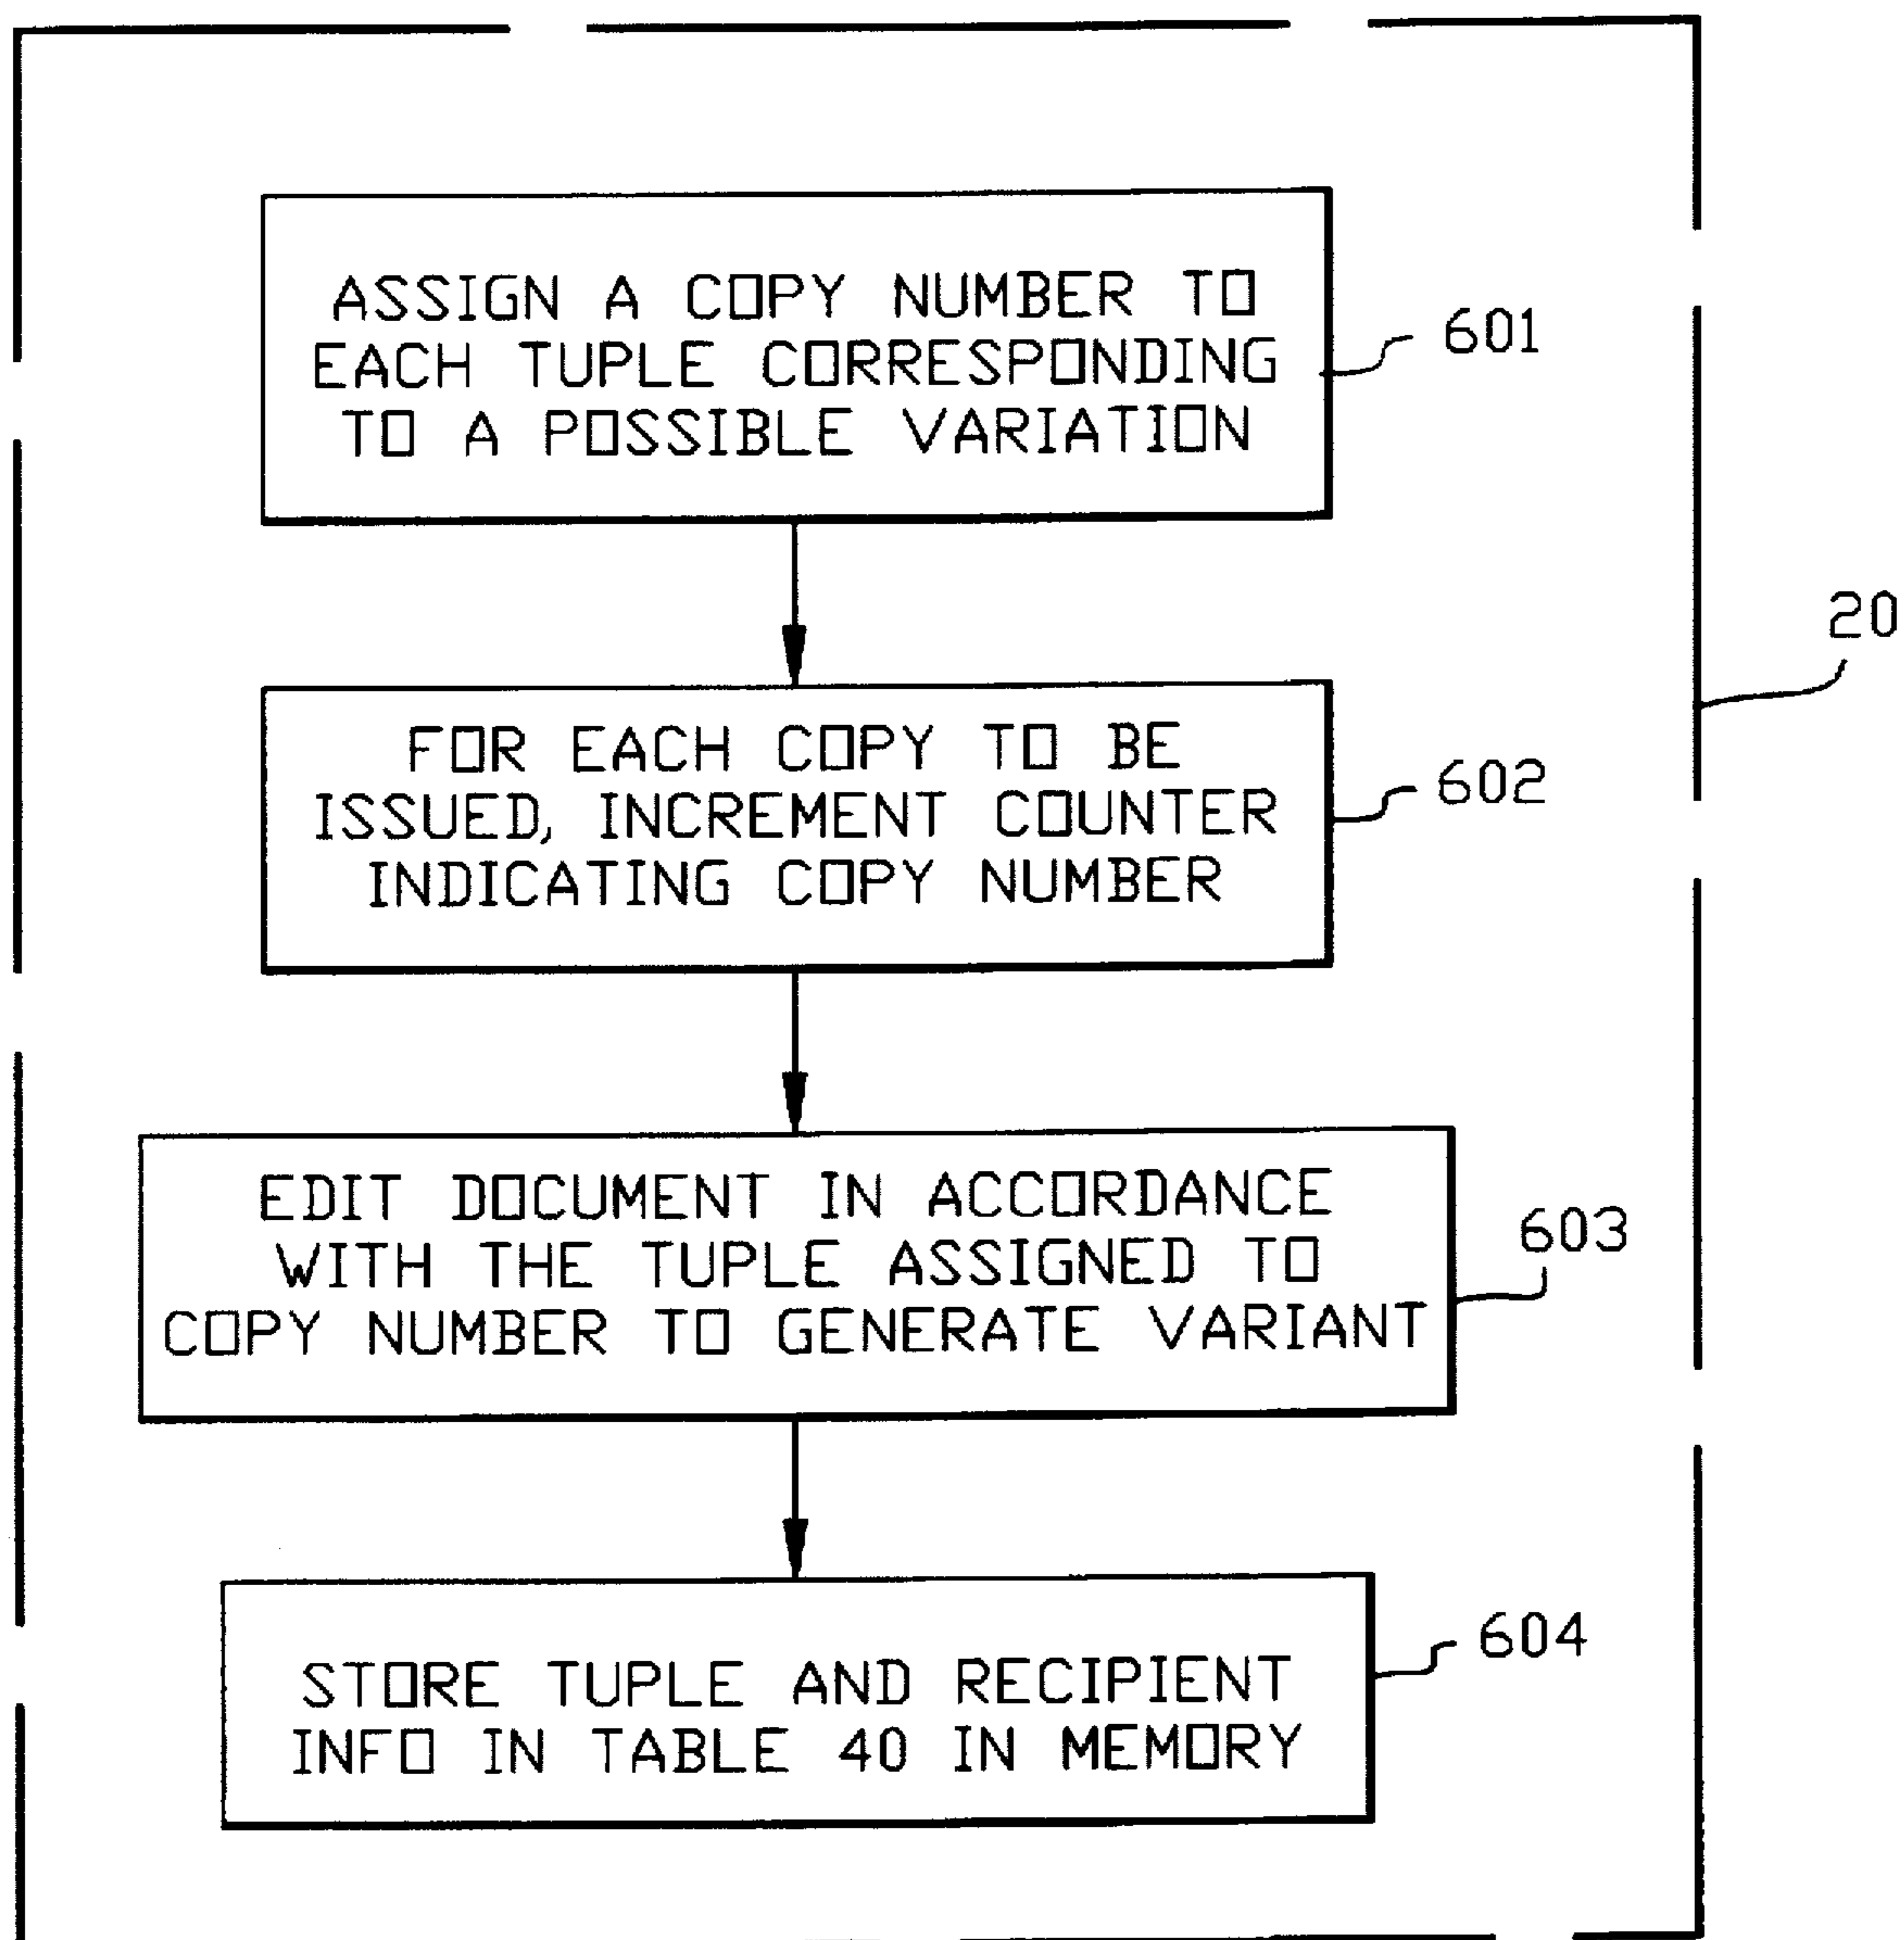 ASSIGN A COPY NUMBER TO
EACH TUPLE CORRESPONDING
TO A POSSIBLE VARIATION
601
20
FOR EACH COPY TO BE
ISSUED, INCREMENT COUNTER
INDICATING COPY NUMBER
602
EDIT DOCUMENT IN ACCORDANCE
WITH THE TUPLE ASSIGNED TO
COPY NUMBER TO GENERATE VARIANT
603
STORE TUPLE AND RECIPIENT
INFO IN TABLE 40 IN MEMORY
604